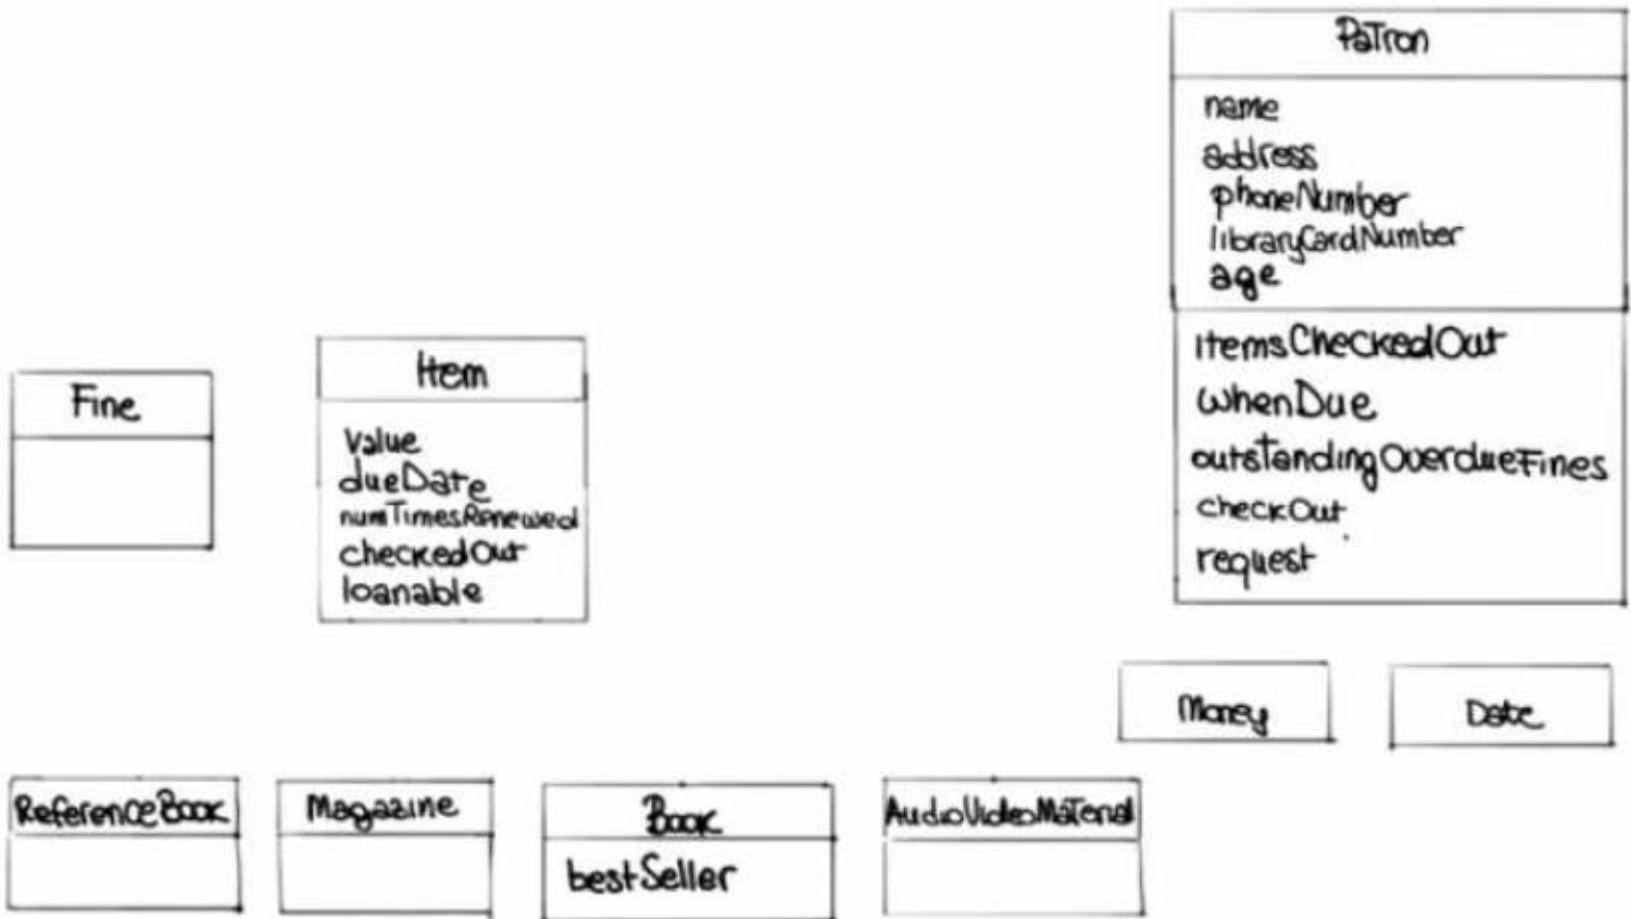 PaTron
name
address
phoneNumber
libraryCardNumber
age
itemsCheckedOut
whenDue
outstandingOverdueFines
checkOut
request
Fine
Item
Value
dueDate
numTimesRenewed
checkedOut
loanable
Money
Date
ReferenceBook
Magazine
Book
bestSeller
AudioVideoMaTerial